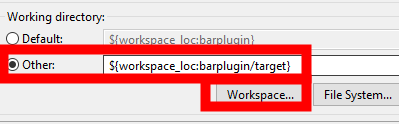 Working directory:
Default: ${workspace_loc:barplugin}
Other: ${workspace_loc:barplugin/target}
Workspace... File System...